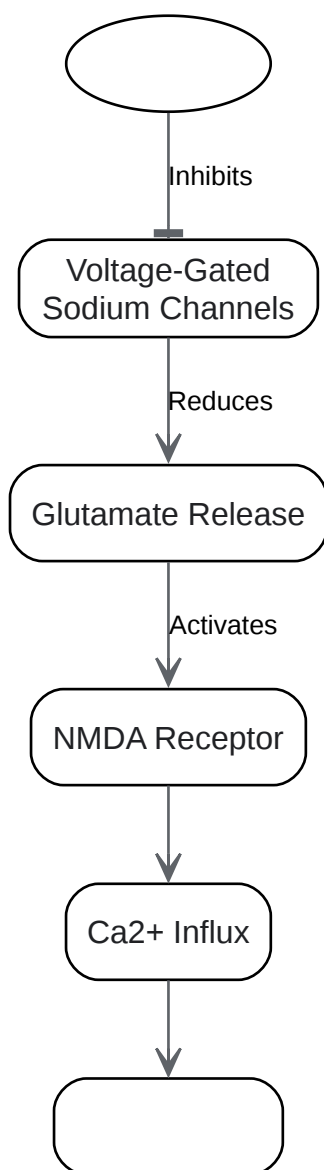 Inhibits
Voltage-Gated
Sodium Channels
Reduces
Glutamate Release
Activates
NMDA Receptor
Ca2+ Influx